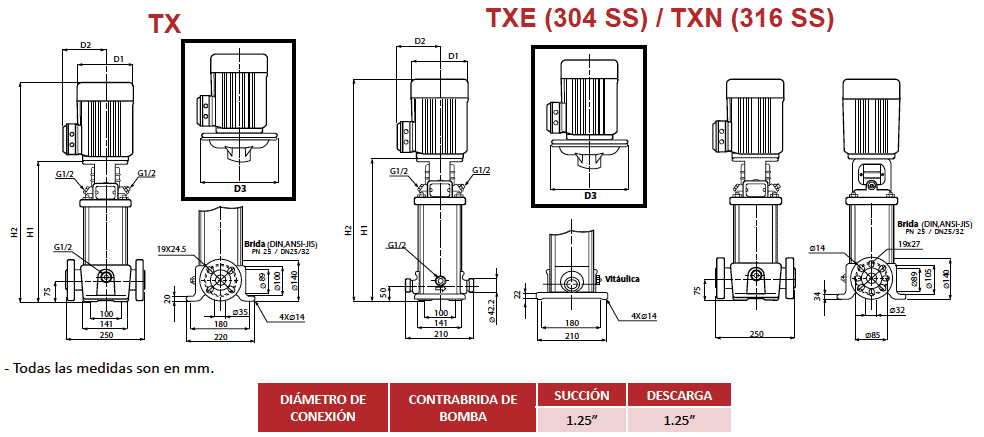 TX
TXE (304 SS) / TXN (316 SS)
D2
D1
H2
H1
G1/2
G1/2
G1/2
75
100
141
250
D3
19X24.5
Brida (DIN,ANSI-JIS)
PN 25 / DN25/32
∅89
∅100
∅140
20
∅35
180
220
4X∅14
D2
D1
H2
H1
G1/2
G1/2
G1/2
50
∅ 42.2
100
141
210
D3
Vitáulica
22
180
210
4X∅14
75
250
Brida (DIN,ANSI-JIS)
PN 25 / DN25/32
∅14
19x27
∅89
∅105
∅140
34
∅32
∅85
- Todas las medidas son en mm.
DIÁMETRO DE CONEXIÓN
CONTRABRIDA DE BOMBA
SUCCIÓN
DESCARGA
1.25”
1.25”